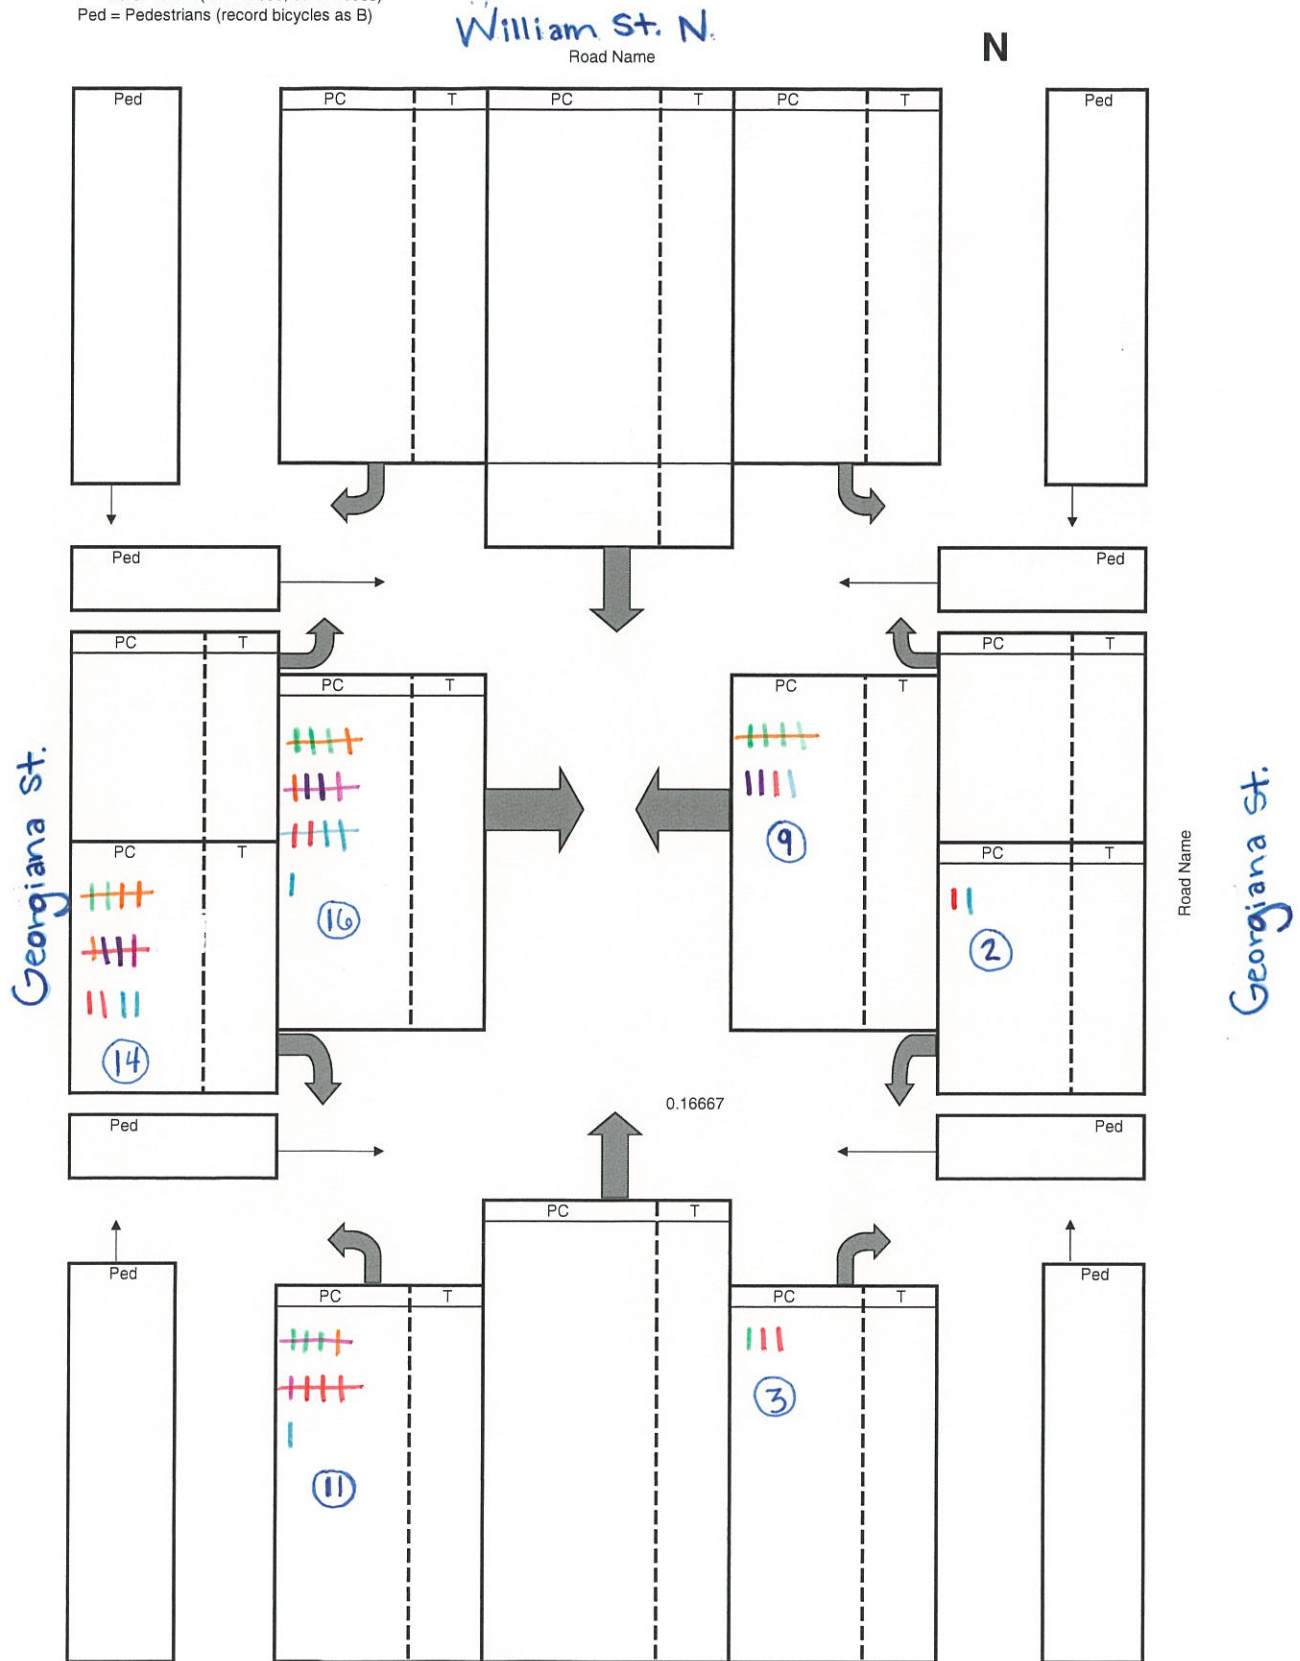 Ped = Pedestrians (record bicycles as B)
William St. N.
Road Name
N
Ped
PC T PC T PC T
Ped
Ped
Ped
PC T
PC T
PC T
PC T
Georgiana St.
16
9
Road Name
Georgiana St.
PC T
14
PC T
2
0.16667
Ped
Ped
PC T
Ped
PC T
11
PC T
3
Ped